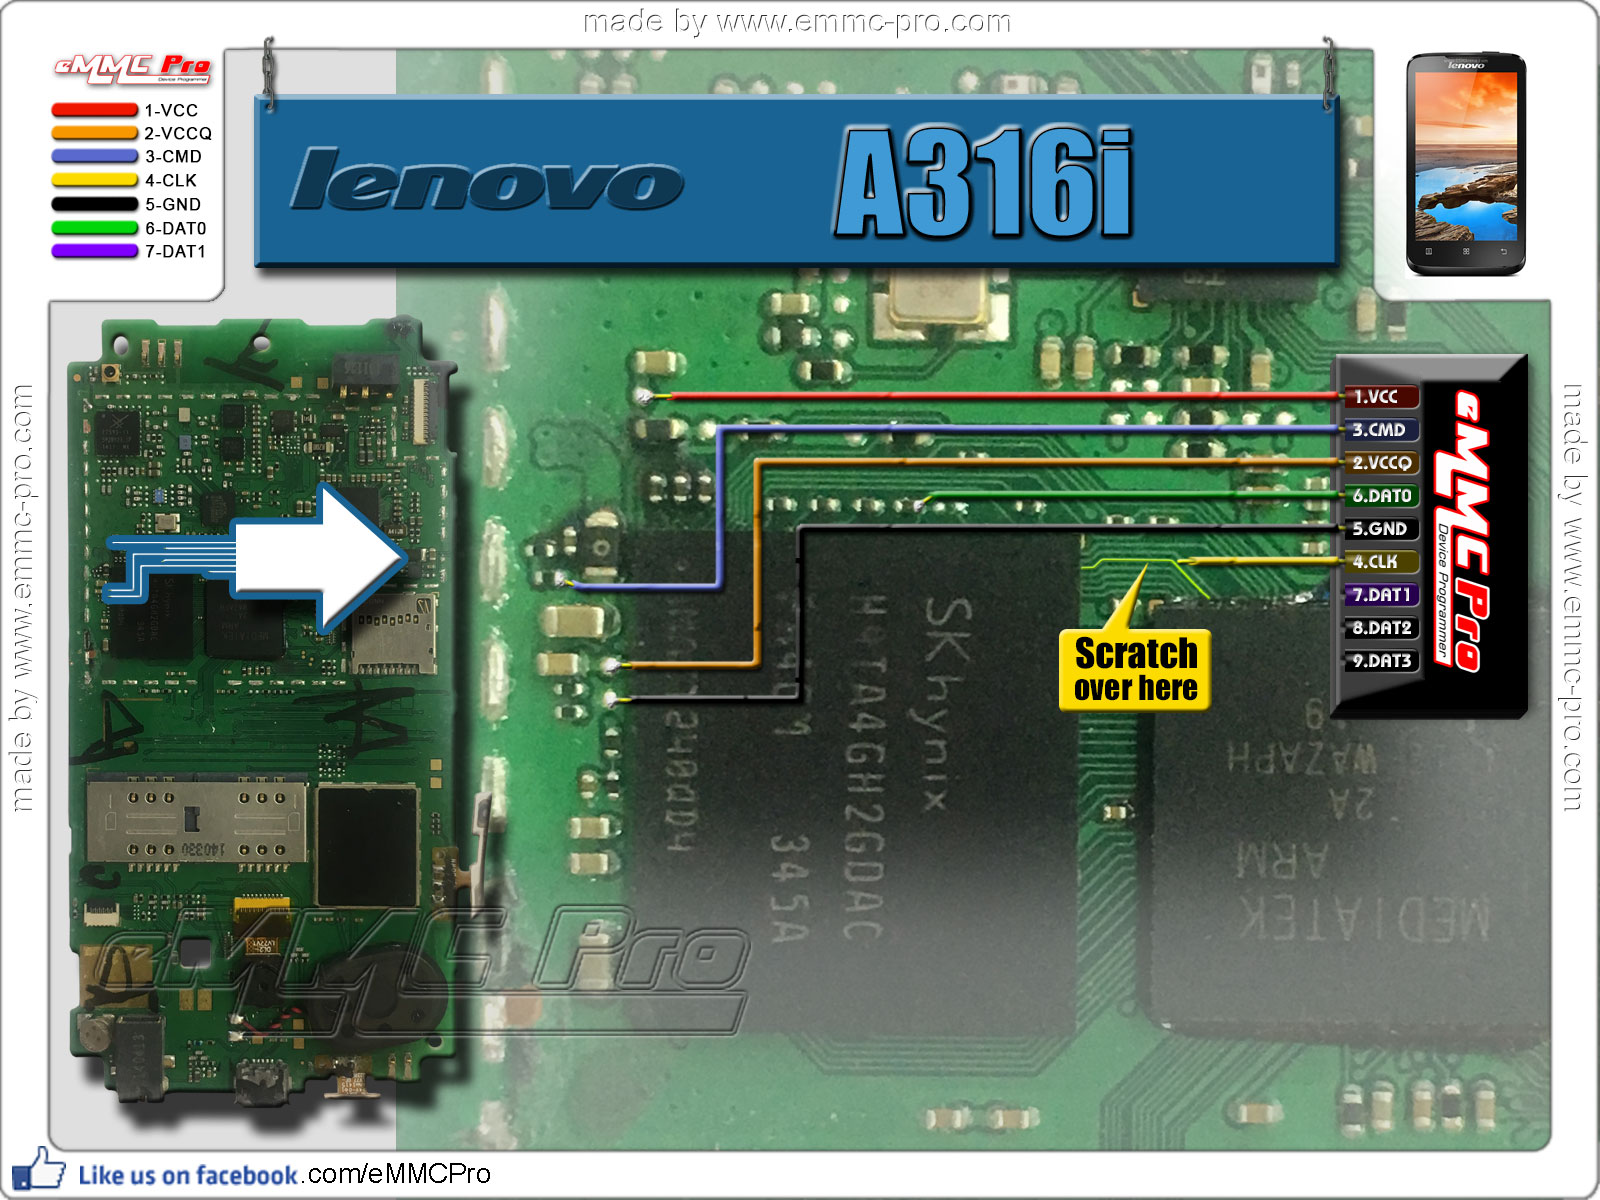 made by www.emmc-pro.com
eMMC Pro
Device Programmer
1-VCC
2-VCCQ
3-CMD
4-CLK
5-GND
6-DAT0
7-DAT1
lenovo
A316i
lenovo
1.VCC
3.CMD
2.VCCQ
6.DAT0
5.GND
4.CLK
7.DAT1
8.DAT2
9.DAT3
eMMC Pro
Device Programmer
Scratch
over here
SKhynix
H TA4GH2GDAC
345A
MEDIATEK
ARM
2A
WAZAPH
140330
eMMC Pro
made by www.emmc-pro.com
made by www.emmc-pro.com
Like us on facebook.com/eMMCPro